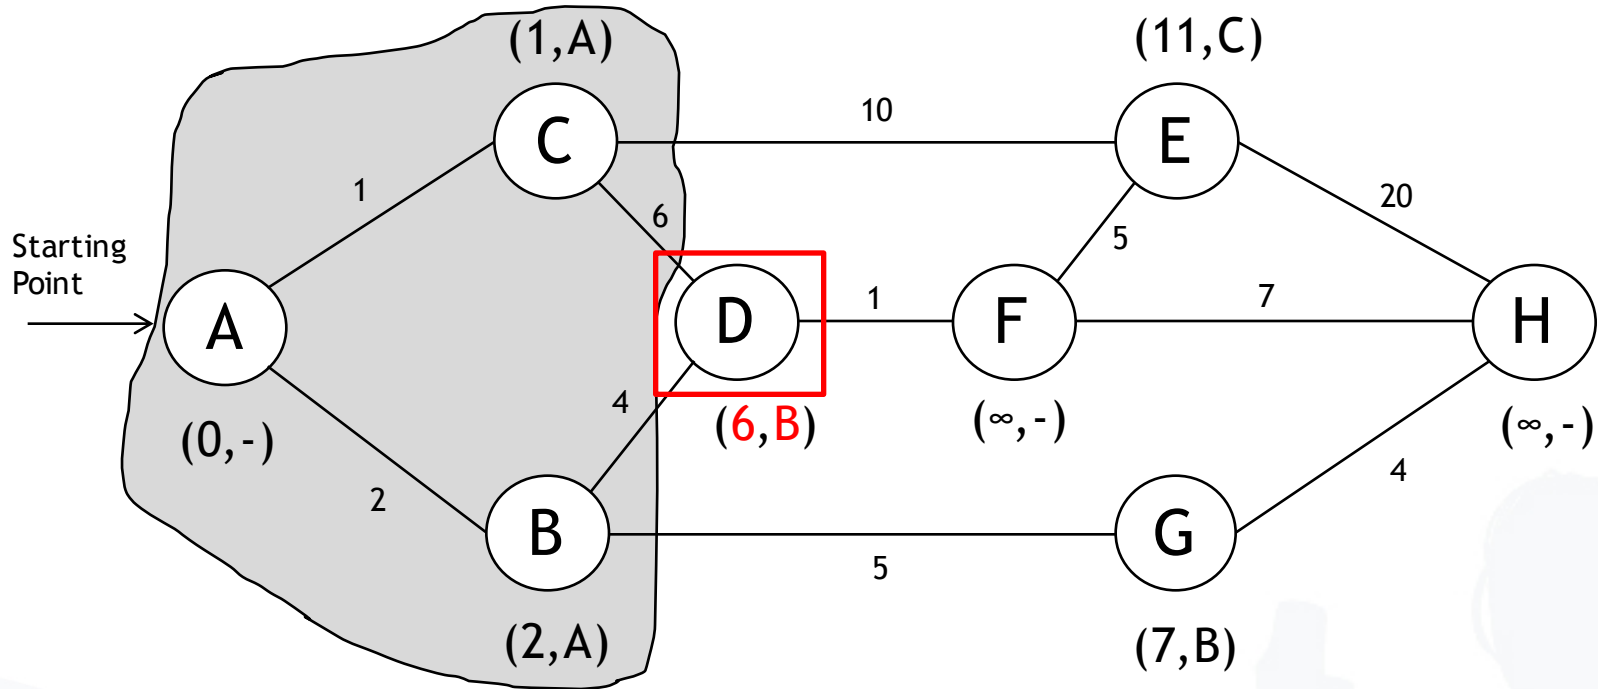 (1,A)
(11,C)
10
C
E
1
20
6
Starting
Point
5
1
7
A
D
F
H
4
(6,B)
(∞,-)
(∞,-)
(0,-)
2
4
B
G
5
(2,A)
(7,B)